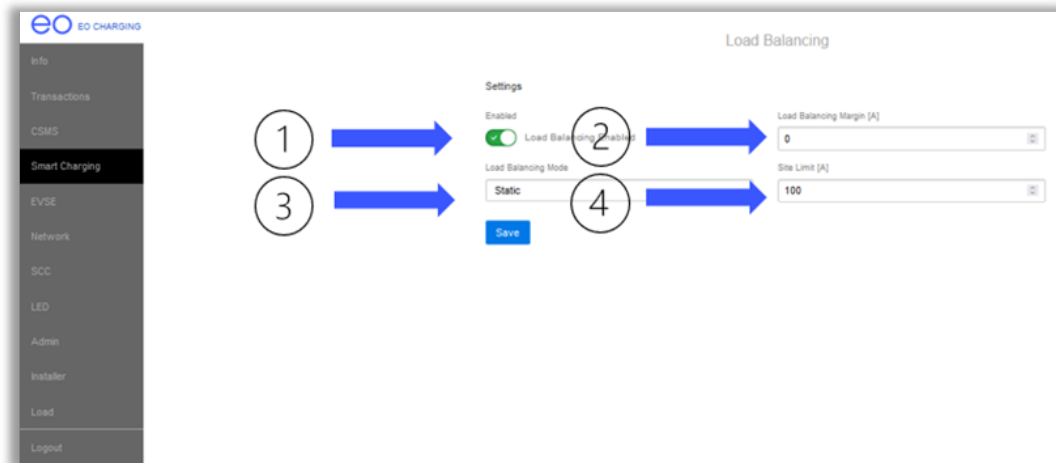 eo EO CHARGING
Info
Transactions
CSMS
Smart Charging
EVSE
Network
SCC
LED
Admin
Installer
Load
Logout
Load Balancing
Settings
Enabled
Load Balancing Enabled
Load Balancing Margin [A]
0
Load Balancing Mode
Static
Site Limit [A]
100
Save
1
2
3
4